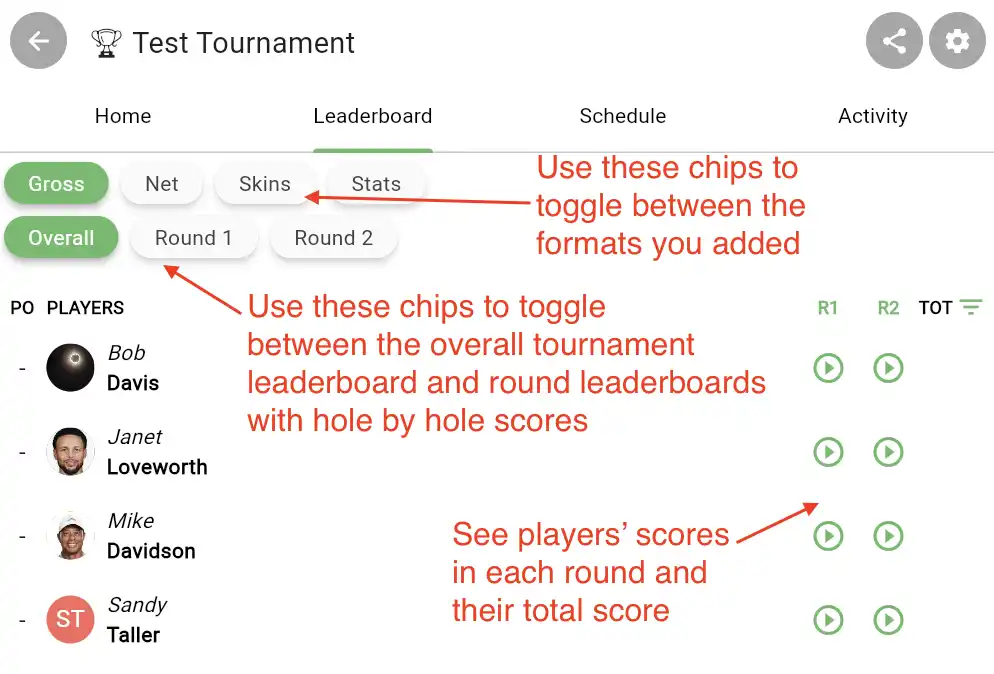 Test Tournament
Home Leaderboard Schedule Activity
Gross Net Skins Stats
Use these chips to
toggle between the
formats you added
Overall Round 1 Round 2
PO PLAYERS R1 R2 TOT
Use these chips to toggle
between the overall tournament
leaderboard and round leaderboards
with hole by hole scores
- Bob
Davis
- Janet
Loveworth
- Mike
Davidson
See players’ scores
in each round and
their total score
- ST Sandy
Taller